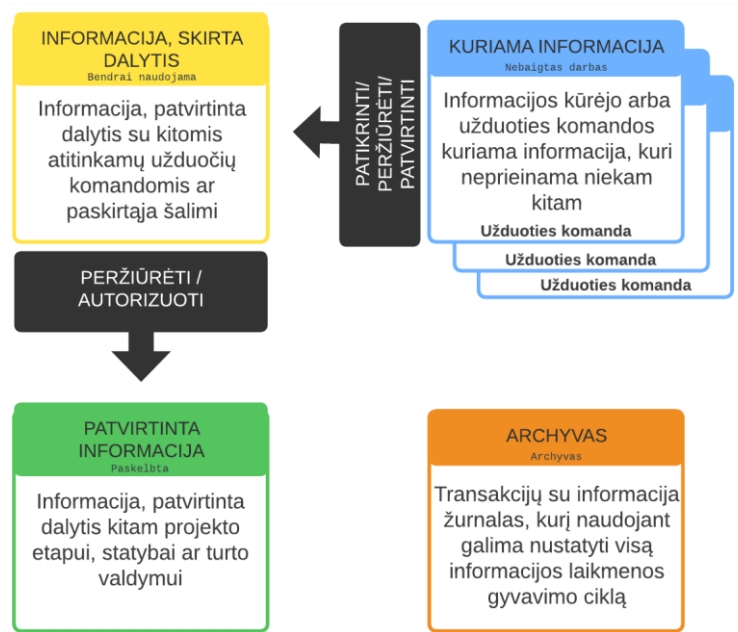 INFORMACIJA, SKIRTA
DALYTIS
Bendrai naudojama
Informacija, patvirtinta
dalytis su kitomis
atitinkamų užduočių
komandomis ar
paskirtąja šalimi
PATIKRINTI/
PERŽIŪRĖTI/
PATVIRTINTI
KURIAMA INFORMACIJA
Nebaigtas darbas
Informacijos kūrėjo arba
užduoties komandos
kuriama informacija, kuri
neprieinama niekam
kitam
Užduoties komanda
Užduoties komanda
Užduoties komanda
PERŽIŪRĖTI /
AUTORIZUOTI
PATVIRTINTA
INFORMACIJA
Paskelbta
Informacija, patvirtinta
dalytis kitam projekto
etapui, statybai ar turto
valdymui
ARCHYVAS
Archyvas
Transakcijų su informacija
žurnalas, kurį naudojant
galima nustatyti visą
informacijos laikmenos
gyvavimo ciklą